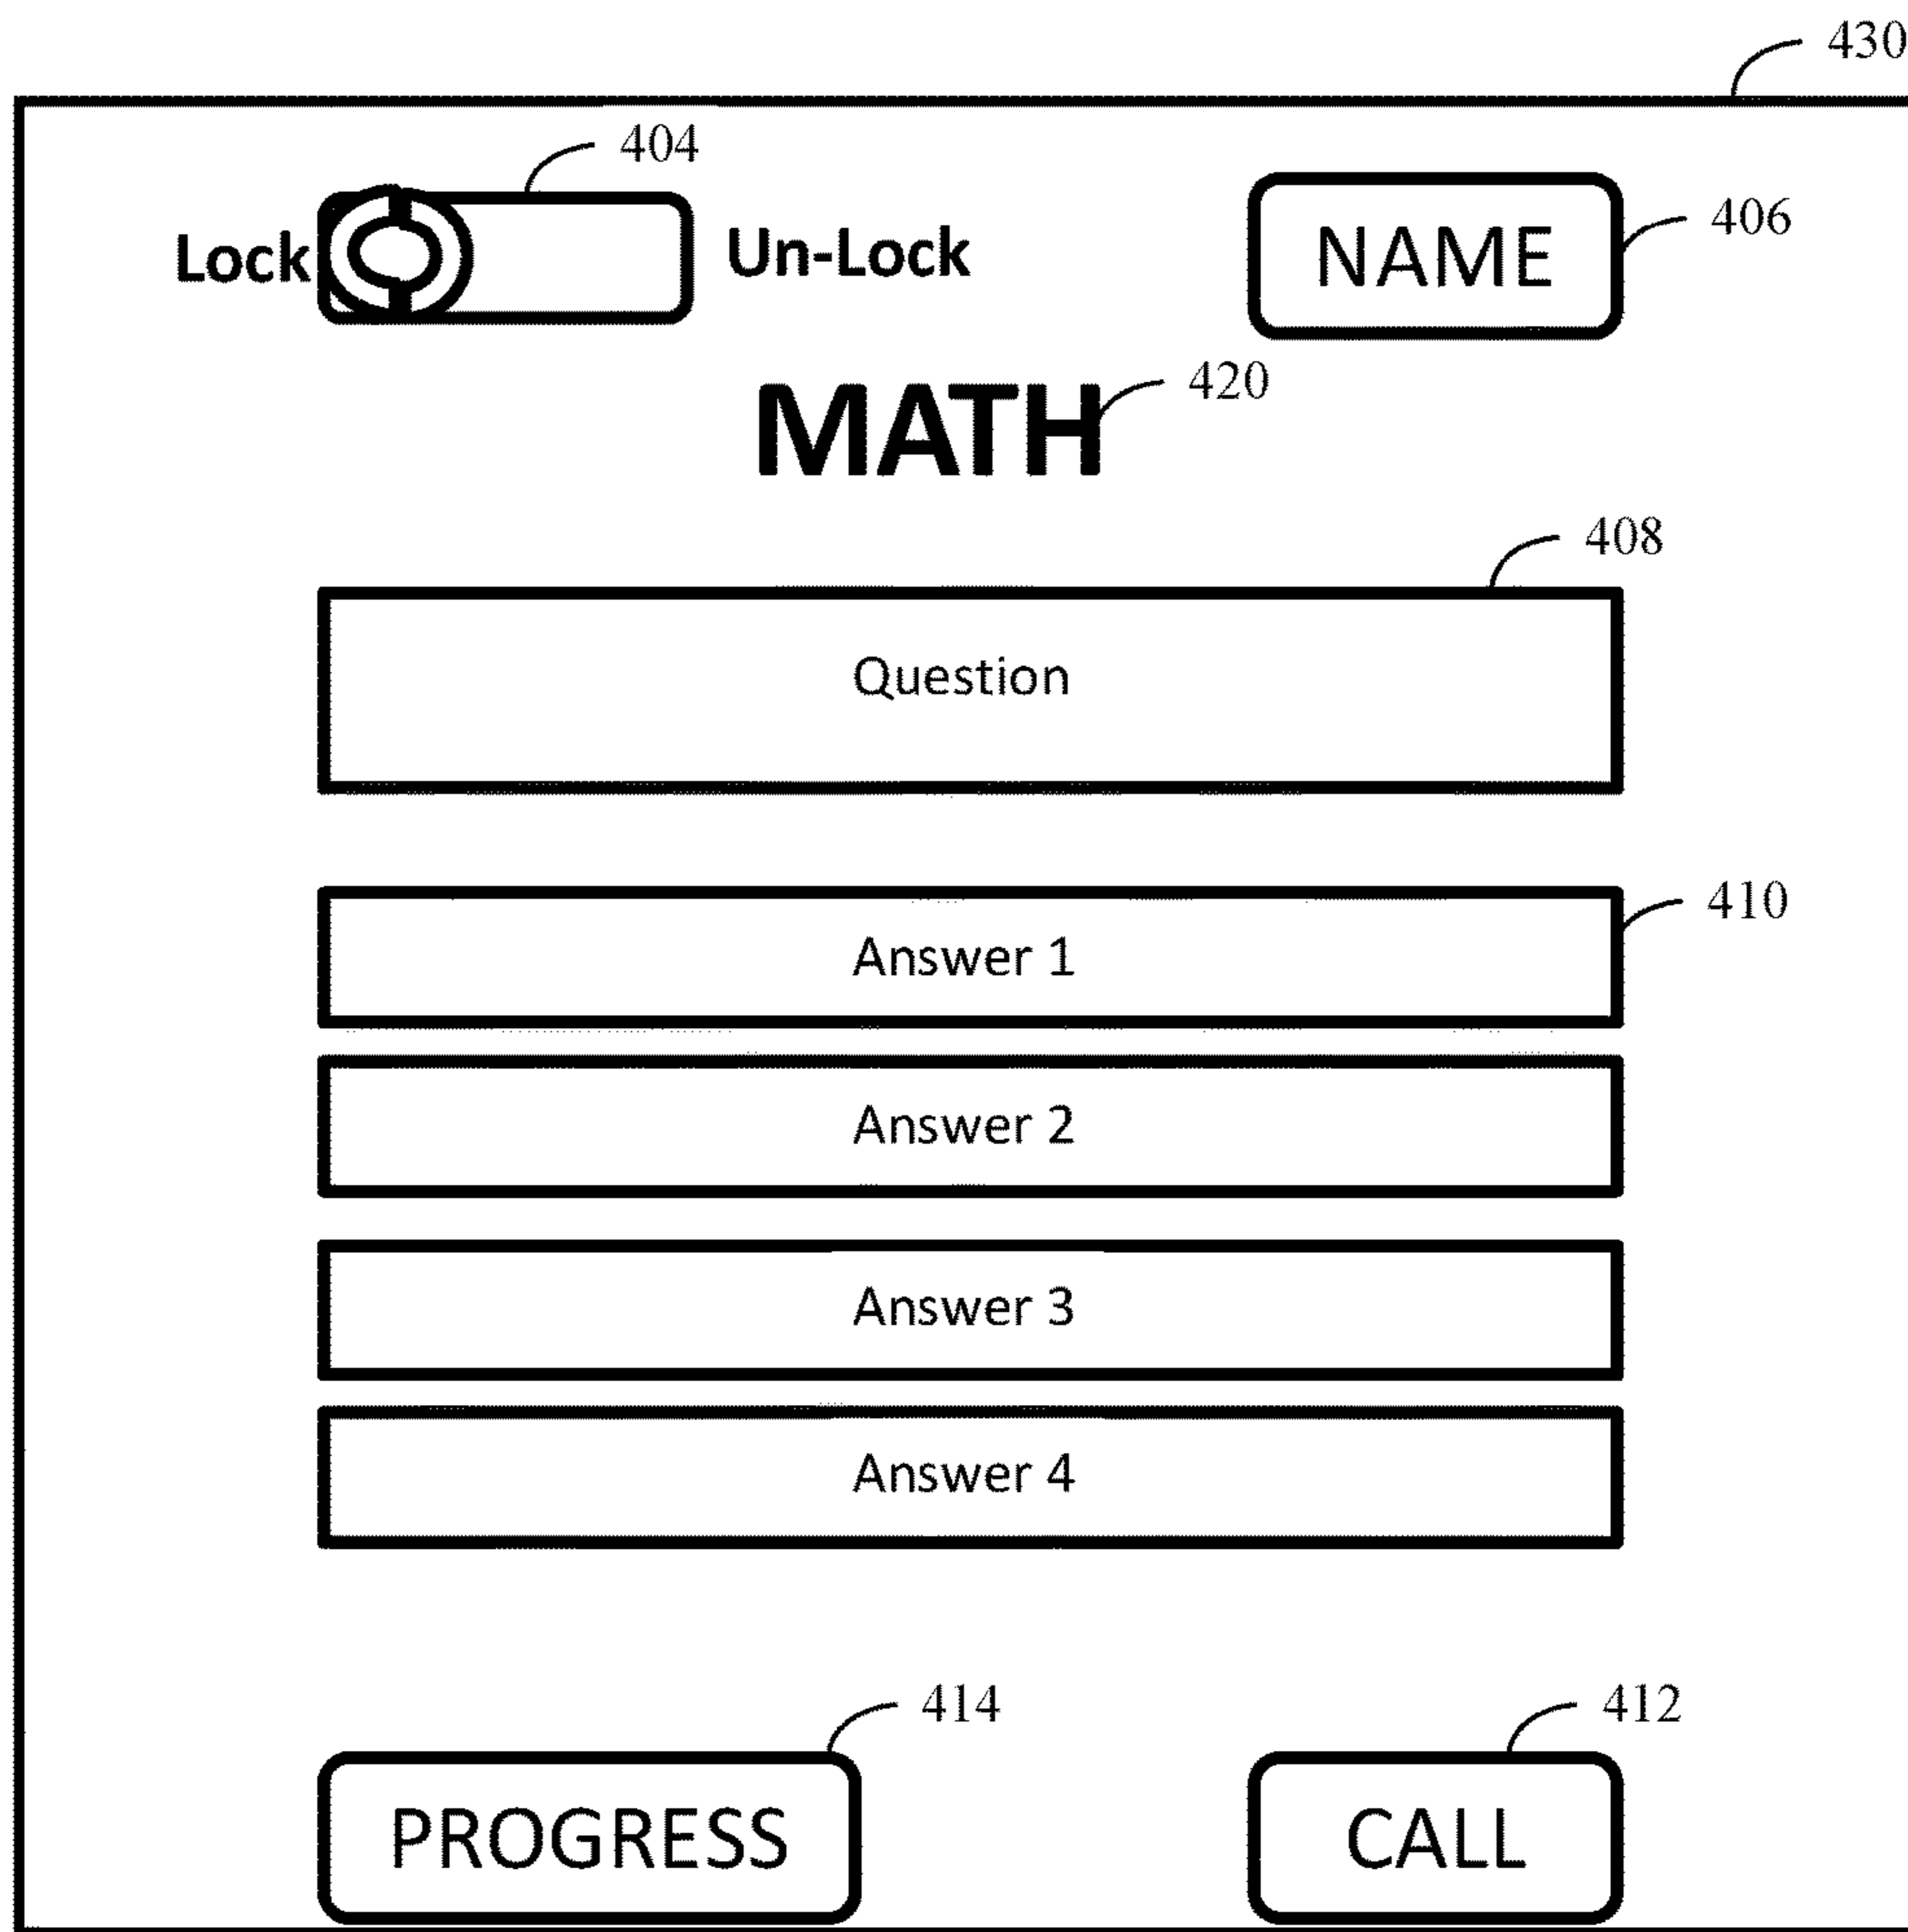 430
404
Lock Un-Lock NAME 406
MATH 420
408
Question
Answer 1 410
Answer 2
Answer 3
Answer 4
414 412
PROGRESS CALL